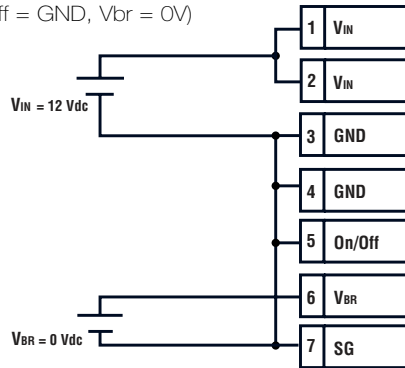 ff = GND, Vbr = 0V)
1 VIN
2 VIN
VIN = 12 Vdc
3 GND
4 GND
5 On/Off
6 VBR
VBR = 0 Vdc
7 SG